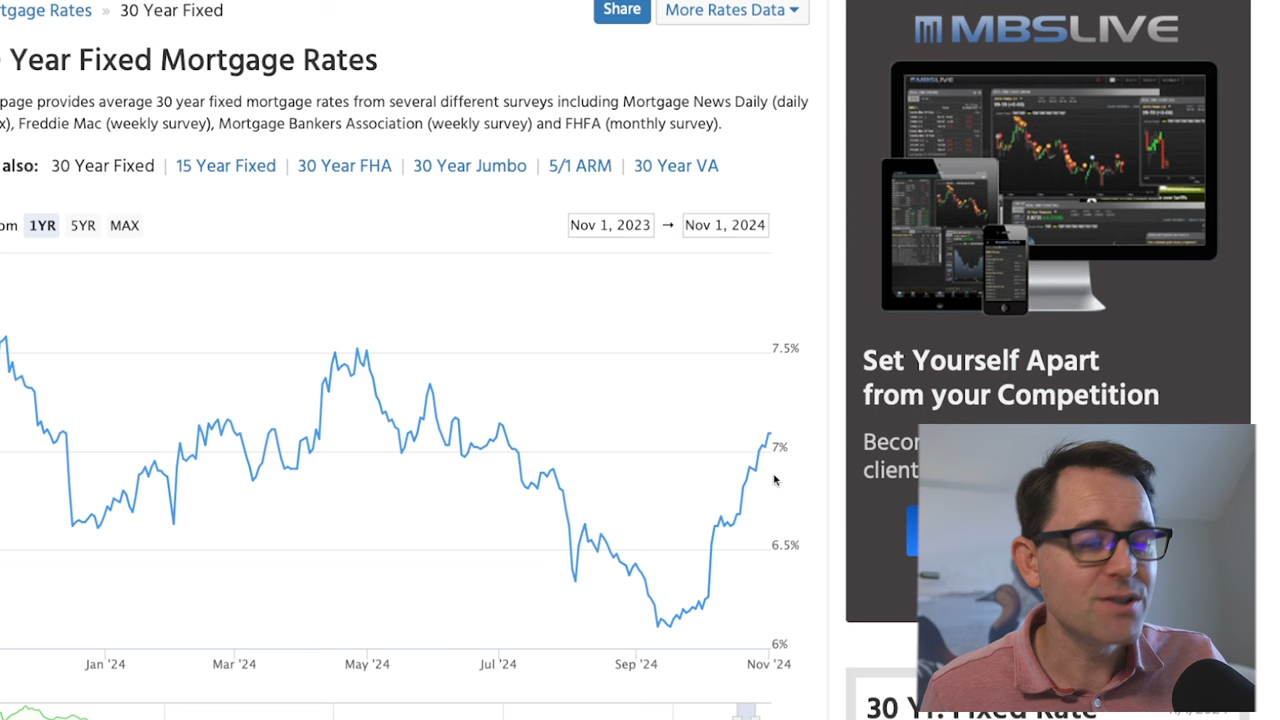 tgage Rates » 30 Year Fixed
Share
More Rates Data
Year Fixed Mortgage Rates
page provides average 30 year fixed mortgage rates from several different surveys including Mortgage News Daily (daily
x), Freddie Mac (weekly survey), Mortgage Bankers Association (weekly survey) and FHFA (monthly survey).
also: 30 Year Fixed | 15 Year Fixed | 30 Year FHA | 30 Year Jumbo | 5/1 ARM | 30 Year VA
om 1YR 5YR MAX
Nov 1, 2023 → Nov 1, 2024
7.5%
7%
6.5%
6%
Jan '24 Mar '24 May '24 Jul '24 Sep '24 Nov '24
MBSLIVE
MBSLIVE
Set Yourself Apart
from your Competition
Becor
client
30 Yr. Fixed Rate